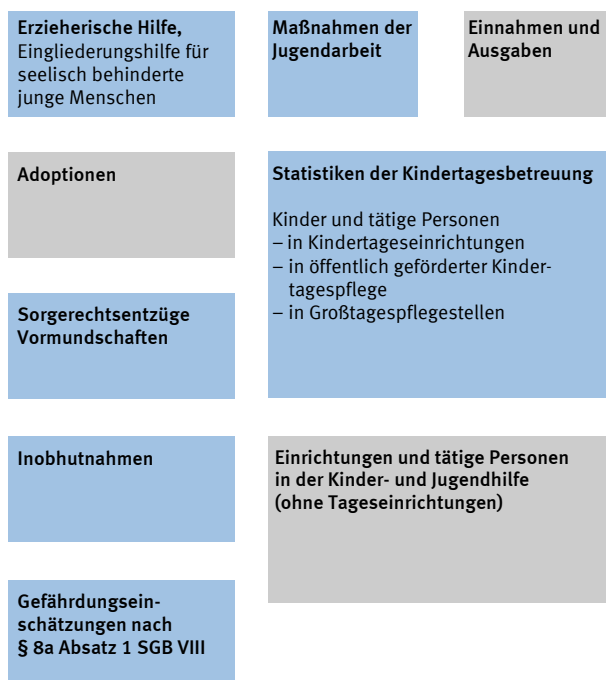 Erzieherische Hilfe,
Eingliederungshilfe für
seelisch behinderte
junge Menschen
Maßnahmen der
Jugendarbeit
Einnahmen und
Ausgaben
Adoptionen
Statistiken der Kindertagesbetreuung
Kinder und tätige Personen
– in Kindertageseinrichtungen
– in öffentlich geförderter Kinder-
tagespflege
– in Großtagespflegestellen
Sorgerechtsentzüge
Vormundschaften
Inobhutnahmen
Einrichtungen und tätige Personen
in der Kinder- und Jugendhilfe
(ohne Tageseinrichtungen)
Gefährdungsein-
schätzungen nach
§ 8a Absatz 1 SGB VIII